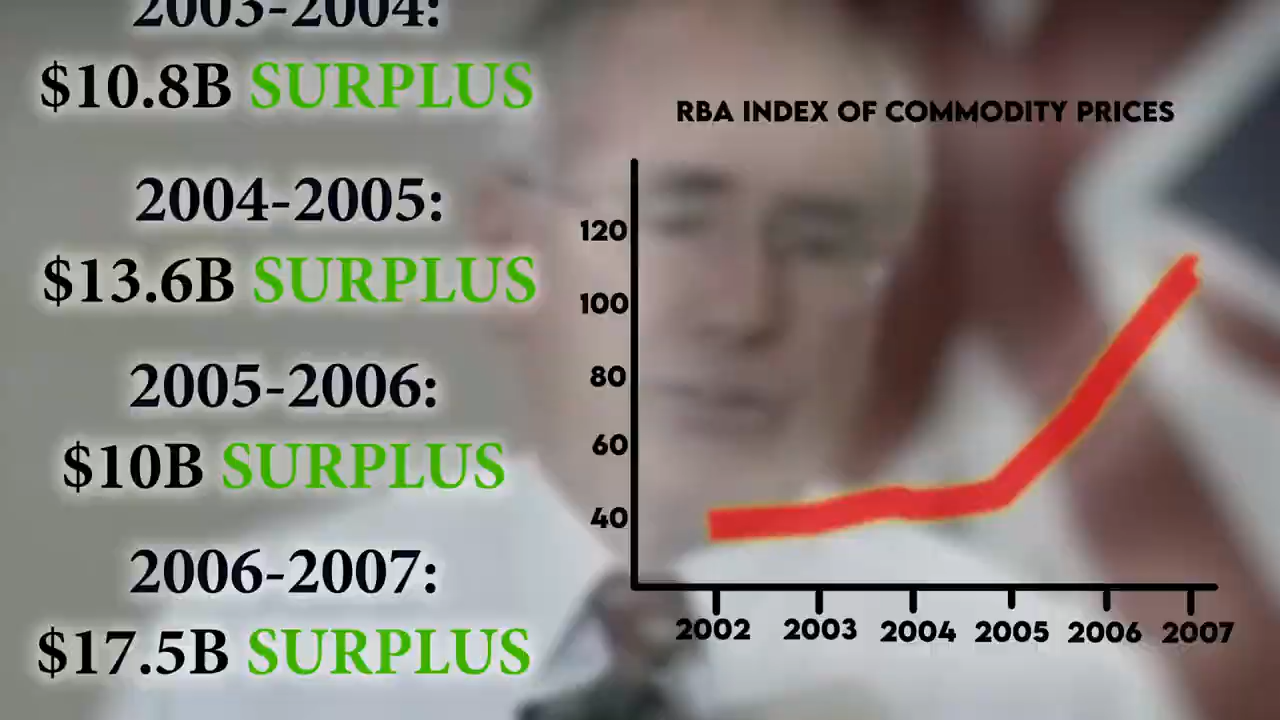 2003-2004:
$10.8B SURPLUS
2004-2005:
$13.6B SURPLUS
2005-2006:
$10B SURPLUS
2006-2007:
$17.5B SURPLUS
RBA INDEX OF COMMODITY PRICES
120
100
80
60
40
2002 2003 2004 2005 2006 2007